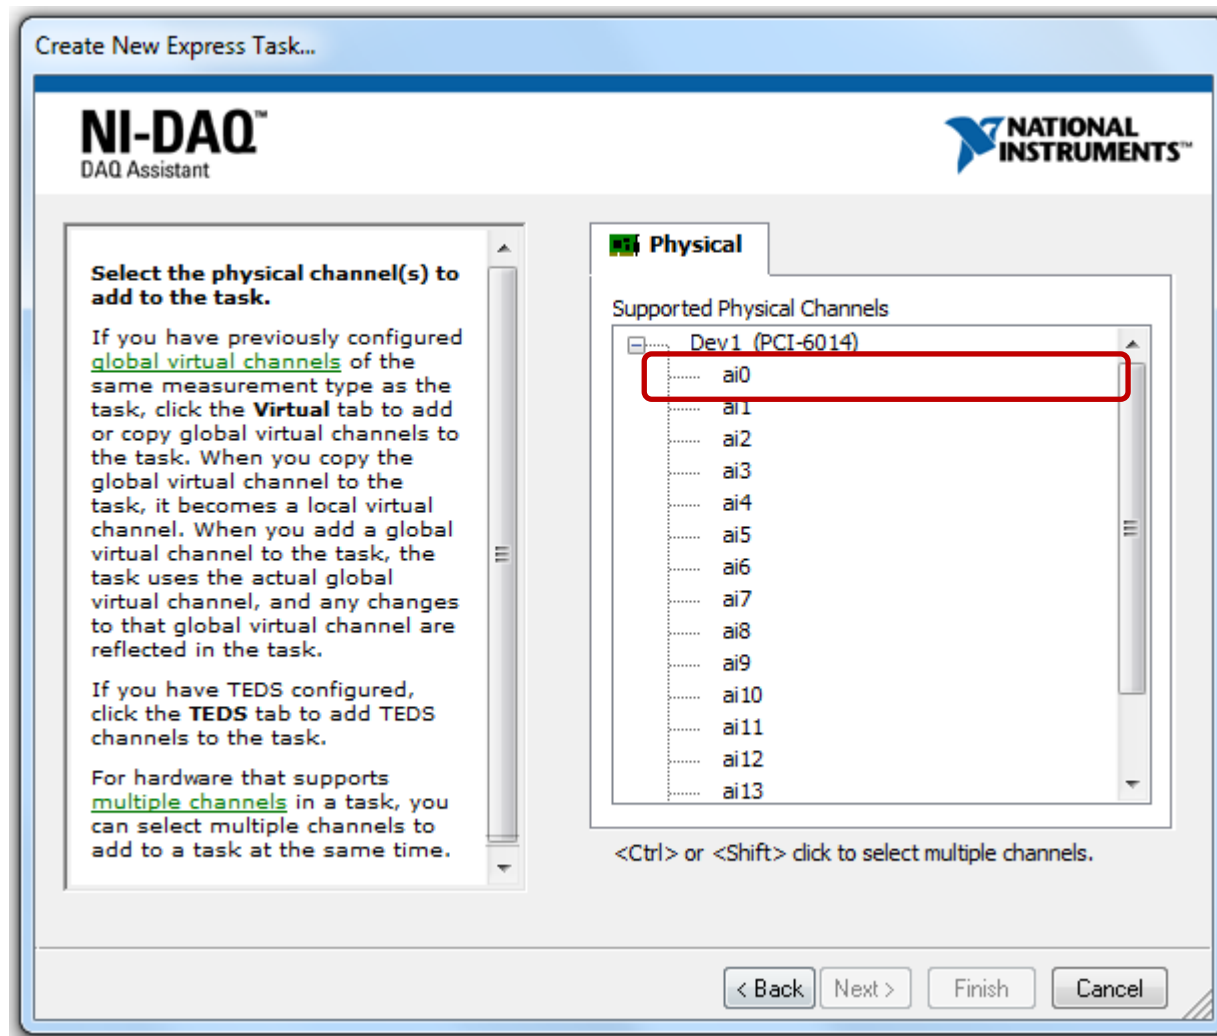 Create New Express Task...
NI-DAQ™
DAQ Assistant
NATIONAL
INSTRUMENTS™
Select the physical channel(s) to
add to the task.
If you have previously configured
global virtual channels of the
same measurement type as the
task, click the Virtual tab to add
or copy global virtual channels to
the task. When you copy the
global virtual channel to the
task, it becomes a local virtual
channel. When you add a global
virtual channel to the task, the
task uses the actual global
virtual channel, and any changes
to that global virtual channel are
reflected in the task.
If you have TEDS configured,
click the TEDS tab to add TEDS
channels to the task.
For hardware that supports
multiple channels in a task, you
can select multiple channels to
add to a task at the same time.
Physical
Supported Physical Channels
Dev1 (PCI-6014)
ai0
ai1
ai2
ai3
ai4
ai5
ai6
ai7
ai8
ai9
ai10
ai11
ai12
ai13
<Ctrl> or <Shift> click to select multiple channels.
< Back
Next >
Finish
Cancel